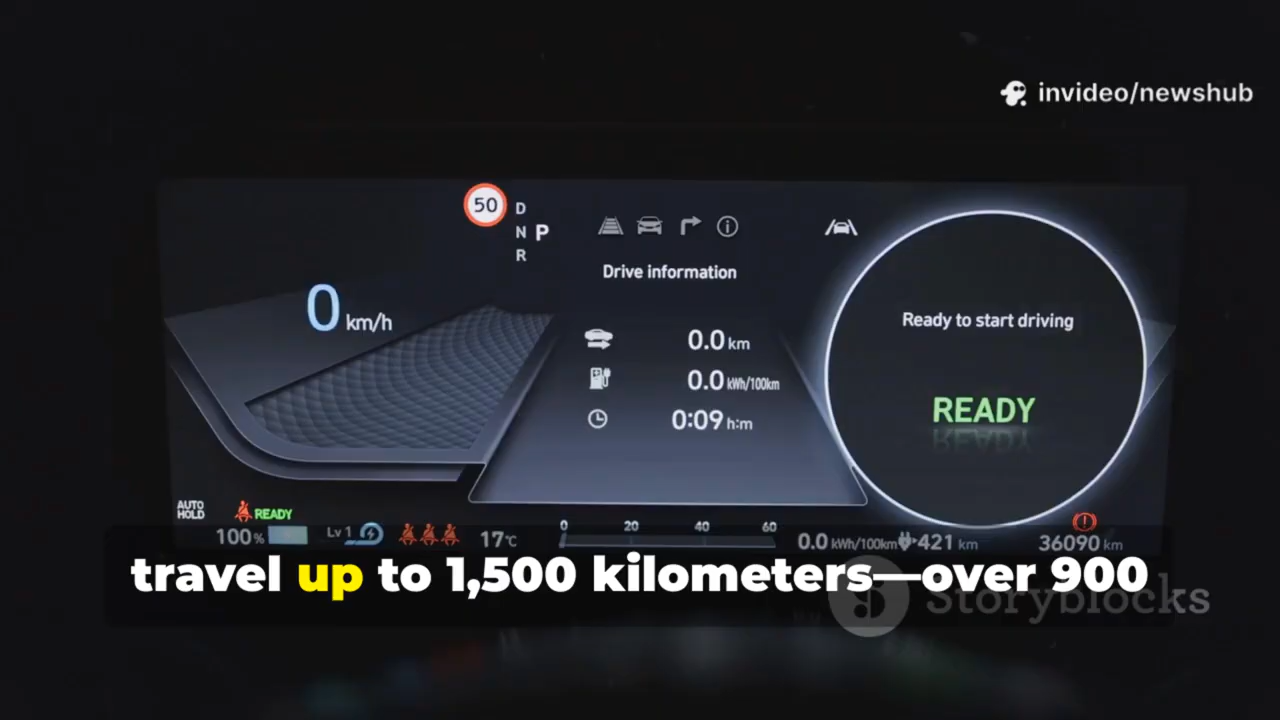 invideo/newshub
50
D
N P
R
Drive information
0 km/h
0.0 km
0.0 kWh/100km
0:09 h:m
Ready to start driving
READY
AUTO HOLD
READY
100%
Lv 1
17°C
0 20 40 60
0.0 kWh/100km
421 km
36090 km
travel up to 1,500 kilometers—over 900
Storyblocks